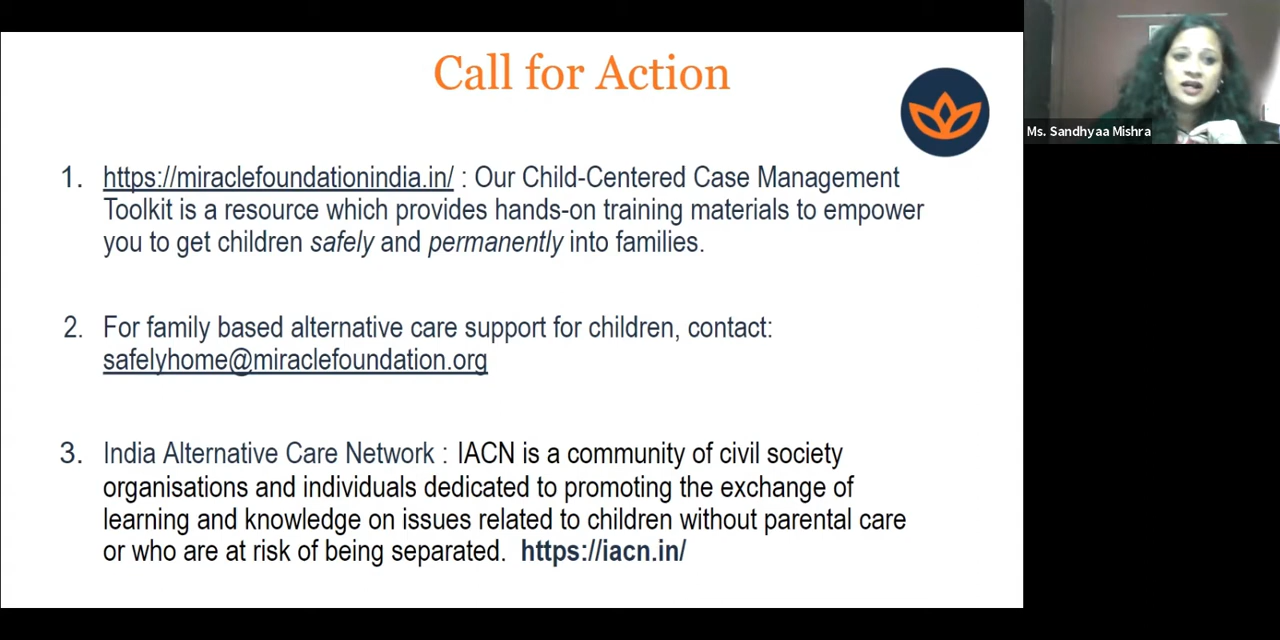 Call for Action
1. https://miraclefoundationindia.in/ : Our Child-Centered Case Management
Toolkit is a resource which provides hands-on training materials to empower
you to get children safely and permanently into families.
2. For family based alternative care support for children, contact:
safelyhome@miraclefoundation.org
3. India Alternative Care Network : IACN is a community of civil society
organisations and individuals dedicated to promoting the exchange of
learning and knowledge on issues related to children without parental care
or who are at risk of being separated. https://iacn.in/
Ms. Sandhyaa Mishra